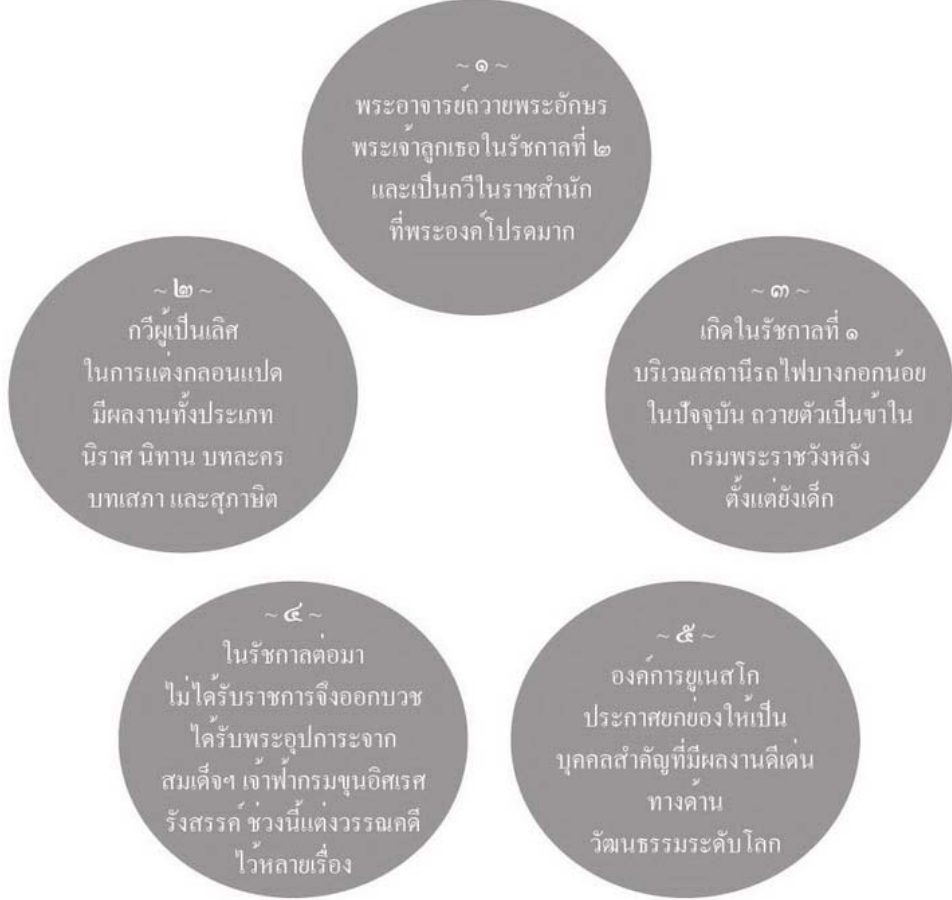 ~ ๑ ~
พระอาจารย์ถวายพระอักษร
พระเจ้าลูกเธอในรัชกาลที่ ๒
และเป็นกวีในราชสำนัก
ที่พระองค์โปรดมาก
~ ๒ ~
กวีผู้เป็นเลิศ
ในการแต่งกลอนแปด
มีผลงานทั้งประเภท
นิราศ นิทาน บทละคร
บทเสภา และสุภาษิต
~ ๓ ~
เกิดในรัชกาลที่ ๑
บริเวณสถานีรถไฟบางกอกน้อย
ในปัจจุบัน ถวายตัวเป็นข้าใน
กรมพระราชวังหลัง
ตั้งแต่ยังเด็ก
~ ๔ ~
ในรัชกาลต่อมา
ไม่ได้รับราชการจึงออกบวช
ได้รับพระอุปการะจาก
สมเด็จฯ เจ้าฟ้ากรมขุนอิศเรศ
รังสรรค์ ช่วงนี้แต่งวรรณคดี
ไว้หลายเรื่อง
~ ๕ ~
องค์การยูเนสโก
ประกาศยกย่องให้เป็น
บุคคลสำคัญที่มีผลงานดีเด่น
ทางด้าน
วัฒนธรรมระดับโลก